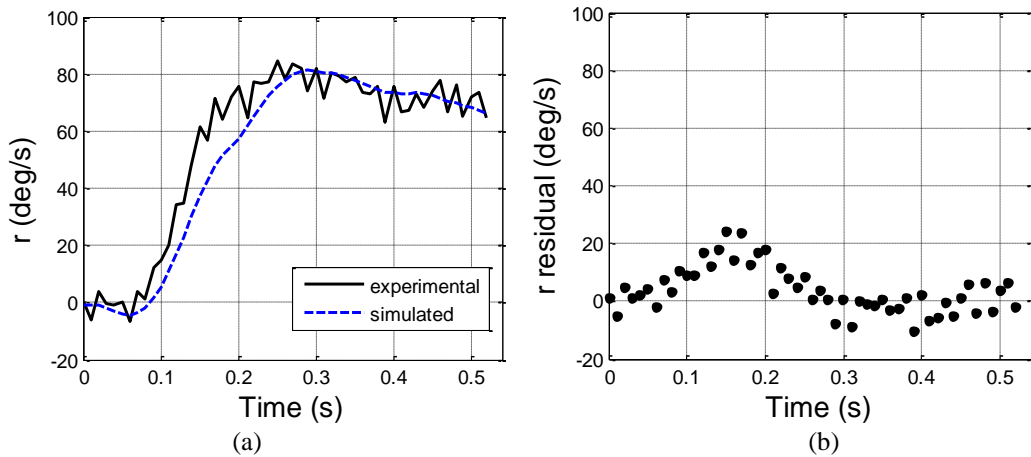 100
80
60
40
20
0
-20
r (deg/s)
0 0.1 0.2 0.3 0.4 0.5
Time (s)
experimental
simulated
(a)
100
80
60
40
20
0
-20
r residual (deg/s)
0 0.1 0.2 0.3 0.4 0.5
Time (s)
(b)